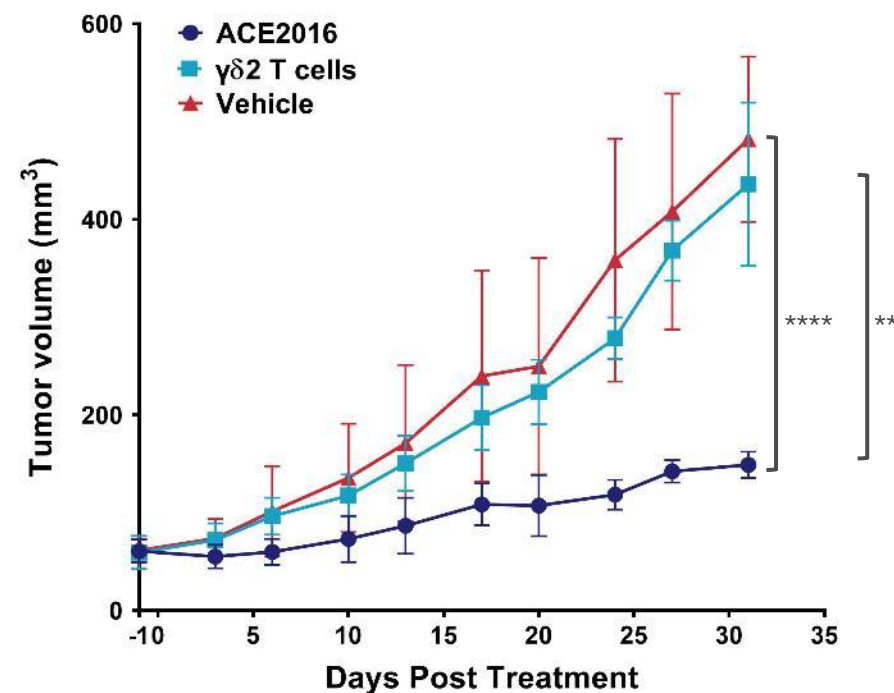 600
ACE2016
γδ2 T cells
Vehicle
400
200
0
Tumor volume (mm³)
****
**
-10 5 10 15 20 25 30 35
Days Post Treatment